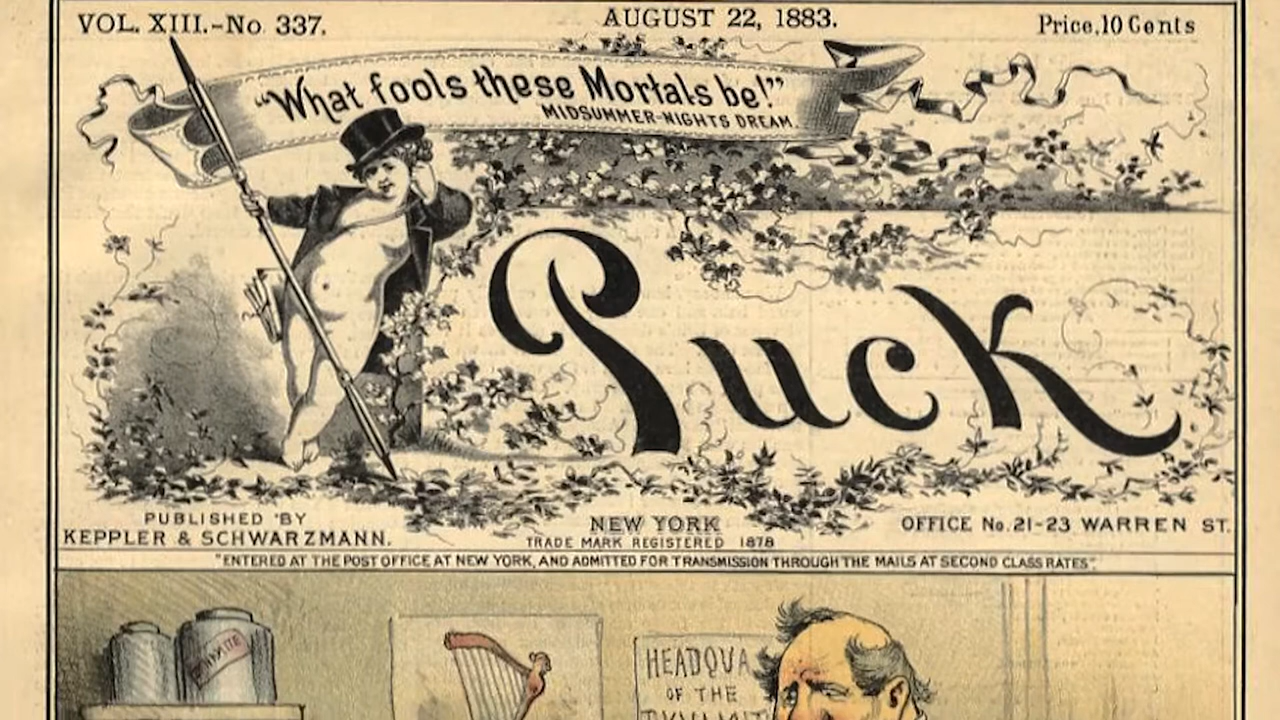 VOL. XIII.-No. 337.
AUGUST 22, 1883.
Price, 10 Cents
"What fools these Mortals be!"
MIDSUMMER-NIGHTS DREAM.
Puck
PUBLISHED BY
KEPPLER & SCHWARZMANN.
NEW YORK
TRADE MARK REGISTERED 1878
OFFICE No. 21-23 WARREN ST.
"ENTERED AT THE POST OFFICE AT NEW YORK, AND ADMITTED FOR TRANSMISSION THROUGH THE MAILS AT SECOND CLASS RATES".
HEADQUA
OF THE